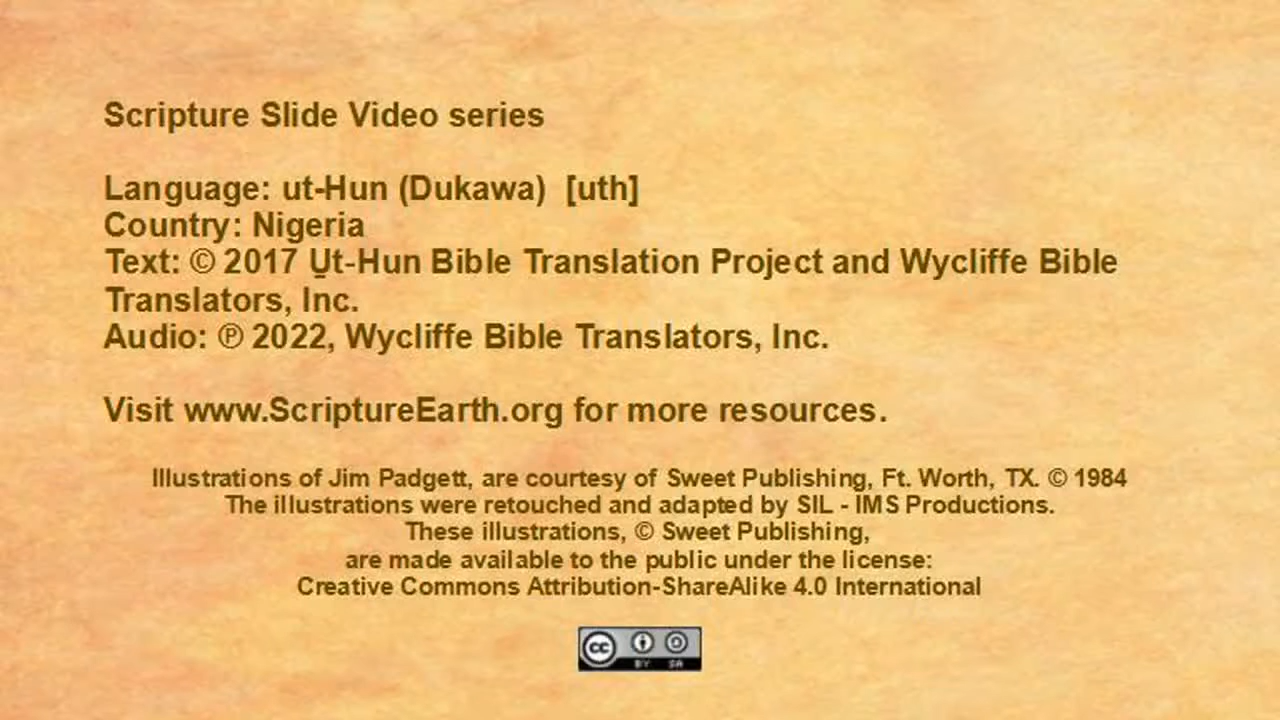 Scripture Slide Video series
Language: ut-Hun (Dukawa) [uth]
Country: Nigeria
Text: © 2017 U̱t-Hun Bible Translation Project and Wycliffe Bible
Translators, Inc.
Audio: ℗ 2022, Wycliffe Bible Translators, Inc.
Visit www.ScriptureEarth.org for more resources.
Illustrations of Jim Padgett, are courtesy of Sweet Publishing, Ft. Worth, TX. © 1984
The illustrations were retouched and adapted by SIL - IMS Productions.
These illustrations, © Sweet Publishing,
are made available to the public under the license:
Creative Commons Attribution-ShareAlike 4.0 International
cc BY SA